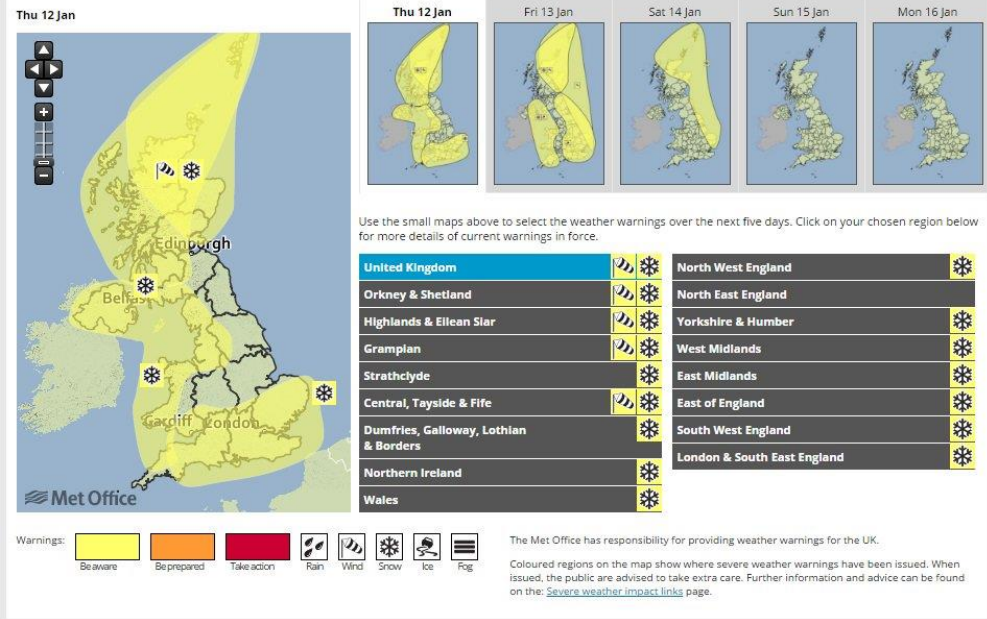 Thu 12 Jan
Thu 12 Jan
Fri 13 Jan
Sat 14 Jan
Sun 15 Jan
Mon 16 Jan
Edinburgh
Belfast
Cardiff
London
Met Office
Use the small maps above to select the weather warnings over the next five days. Click on your chosen region below
for more details of current warnings in force.
United Kingdom
Orkney & Shetland
Highlands & Eilean Siar
Grampian
Strathclyde
Central, Tayside & Fife
Dumfries, Galloway, Lothian
& Borders
Northern Ireland
Wales
North West England
North East England
Yorkshire & Humber
West Midlands
East Midlands
East of England
South West England
London & South East England
Warnings:
Be aware
Be prepared
Take action
Rain
Wind
Snow
Ice
Fog
The Met Office has responsibility for providing weather warnings for the UK.
Coloured regions on the map show where severe weather warnings have been issued. When
issued, the public are advised to take extra care. Further information and advice can be found
on the: Severe weather impact links page.